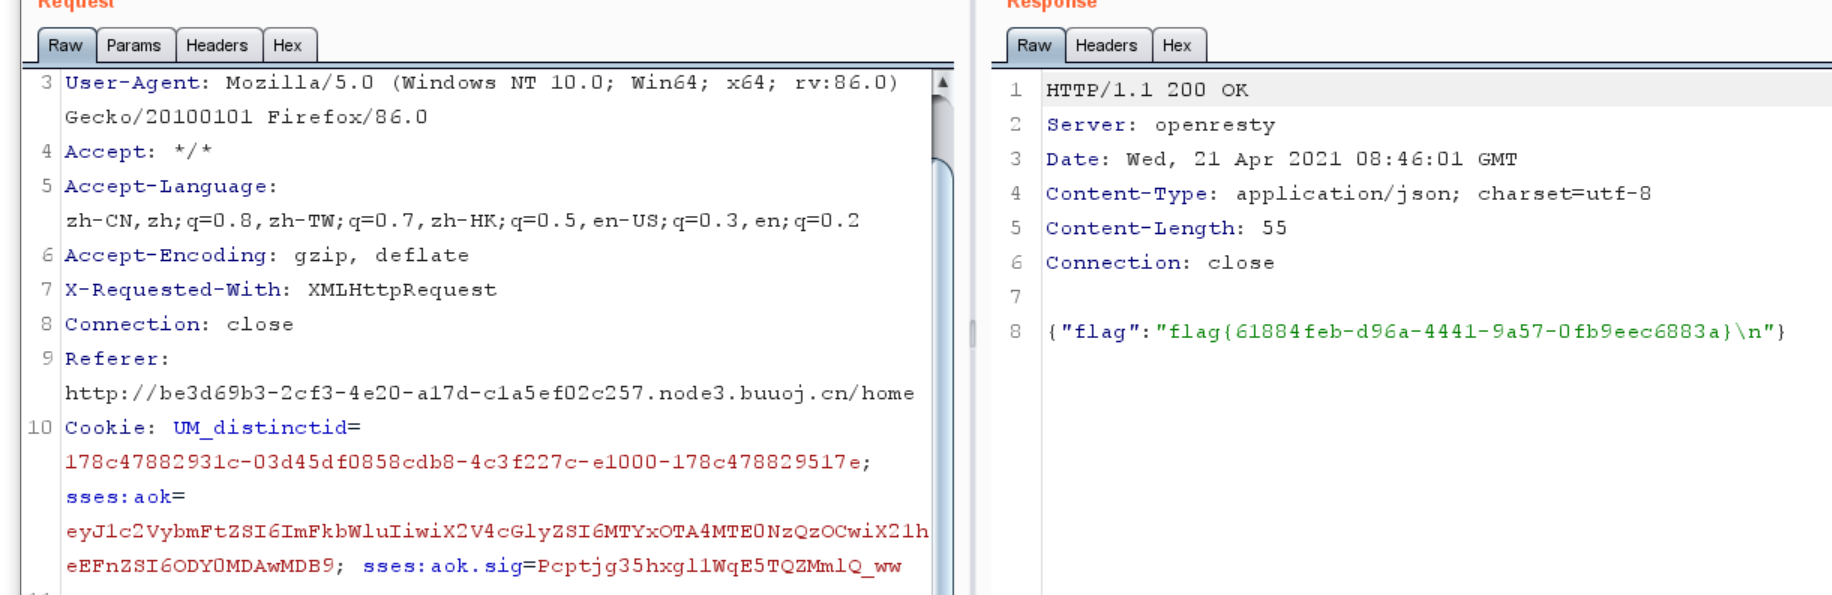 Request
Raw Params Headers Hex
3 User-Agent: Mozilla/5.0 (Windows NT 10.0; Win64; x64; rv:86.0)
Gecko/20100101 Firefox/86.0
4 Accept: */*
5 Accept-Language:
zh-CN,zh;q=0.8,zh-TW;q=0.7,zh-HK;q=0.5,en-US;q=0.3,en;q=0.2
6 Accept-Encoding: gzip, deflate
7 X-Requested-With: XMLHttpRequest
8 Connection: close
9 Referer:
http://be3d69b3-2cf3-4e20-a17d-c1a5ef02c257.node3.buuoj.cn/home
10 Cookie: UM_distinctid=
178c47882931c-03d45df0858cdb8-4c3f227c-e1000-178c478829517e;
sses:aok=
eyJ1c2VybmFtZSI6ImFkbWluIiwiX2V4cGlyZSI6MTYxOTA4MTE0NzQzOCwiX21h
eEFnZSI6ODY0MDAwMDB9; sses:aok.sig=Pcptjg35hxgl1WqE5TQZMmlQ_ww
Response
Raw Headers Hex
1 HTTP/1.1 200 OK
2 Server: openresty
3 Date: Wed, 21 Apr 2021 08:46:01 GMT
4 Content-Type: application/json; charset=utf-8
5 Content-Length: 55
6 Connection: close
7
8 {"flag":"flag{61884feb-d96a-4441-9a57-0fb9eec6883a}\n"}